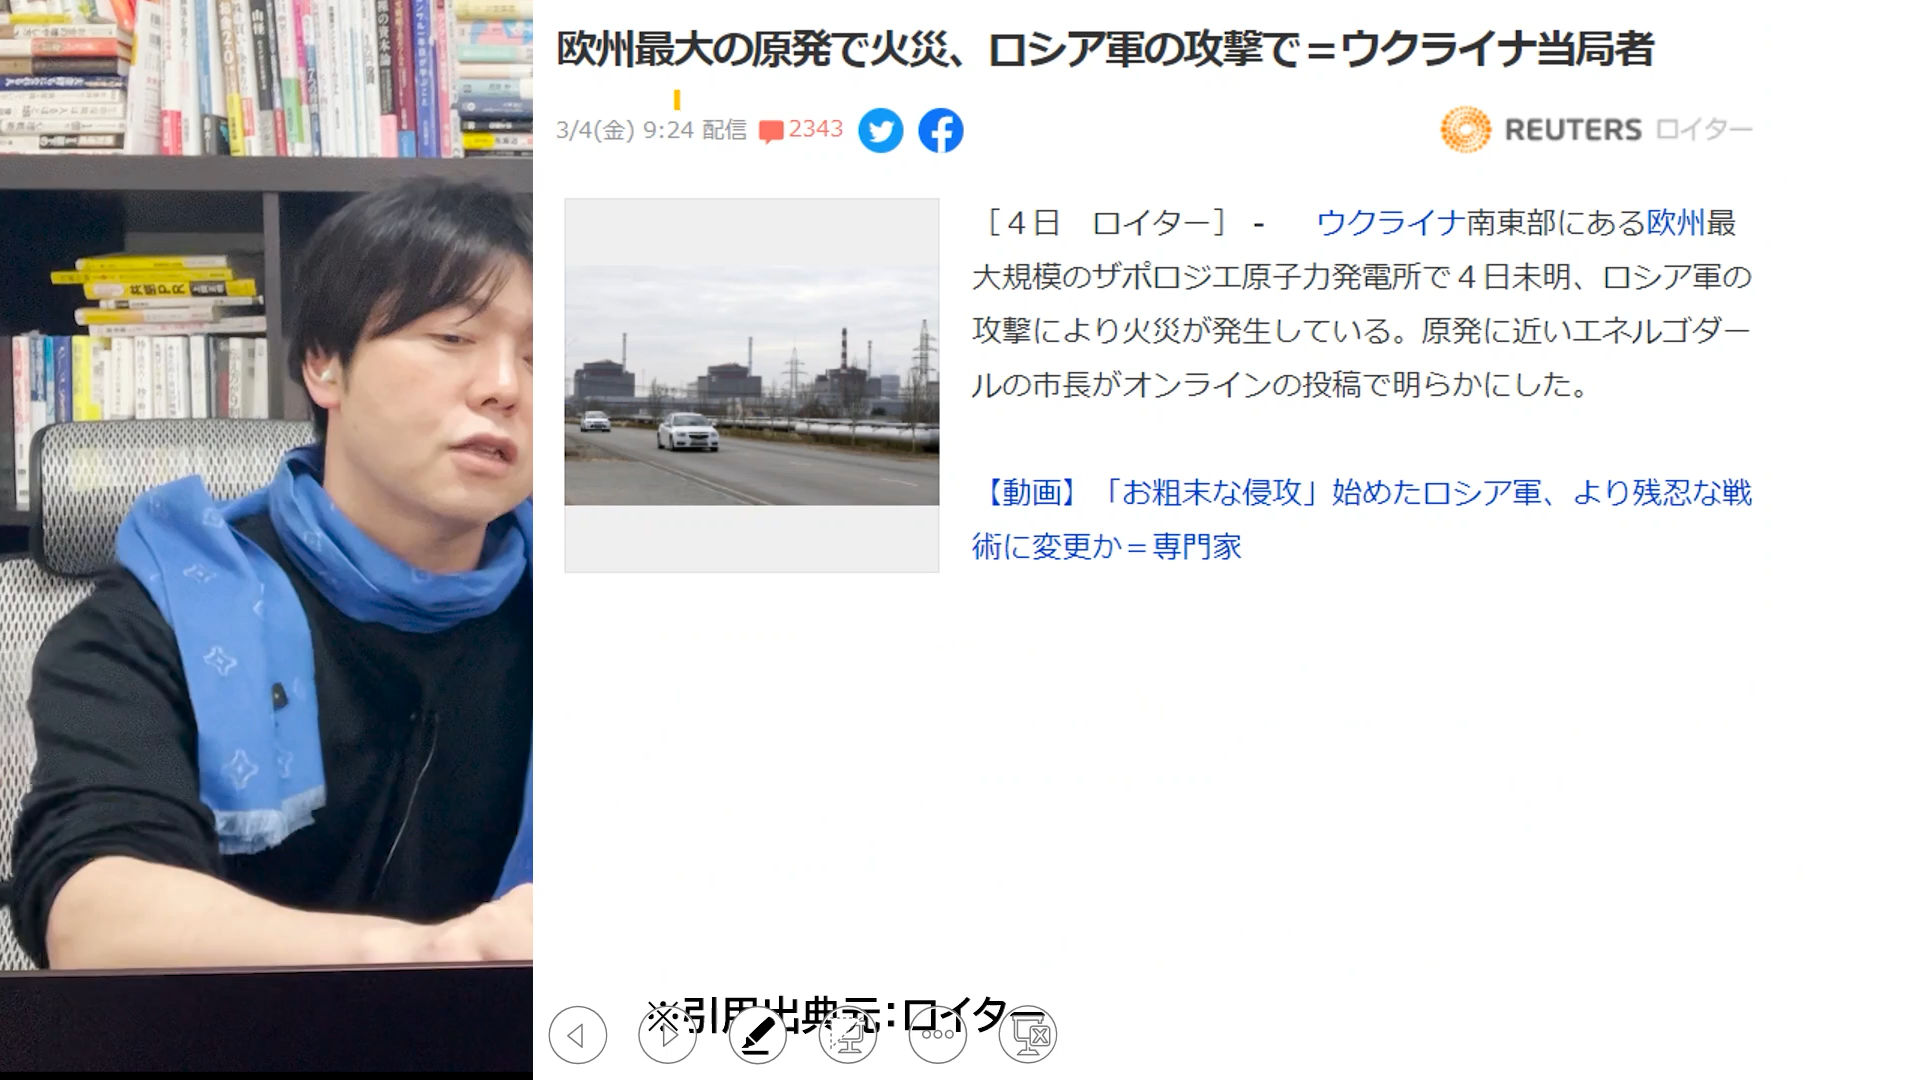 欧州最大の原発で火災、ロシア軍の攻撃で＝ウクライナ当局者
3/4(金) 9:24 配信 2343
REUTERS ロイター
［４日　ロイター］ -　ウクライナ南東部にある欧州最
大規模のザポロジエ原子力発電所で４日未明、ロシア軍の
攻撃により火災が発生している。原発に近いエネルゴダー
ルの市長がオンラインの投稿で明らかにした。
【動画】「お粗末な侵攻」始めたロシア軍、より残忍な戦
術に変更か＝専門家
※引用出典元：ロイター